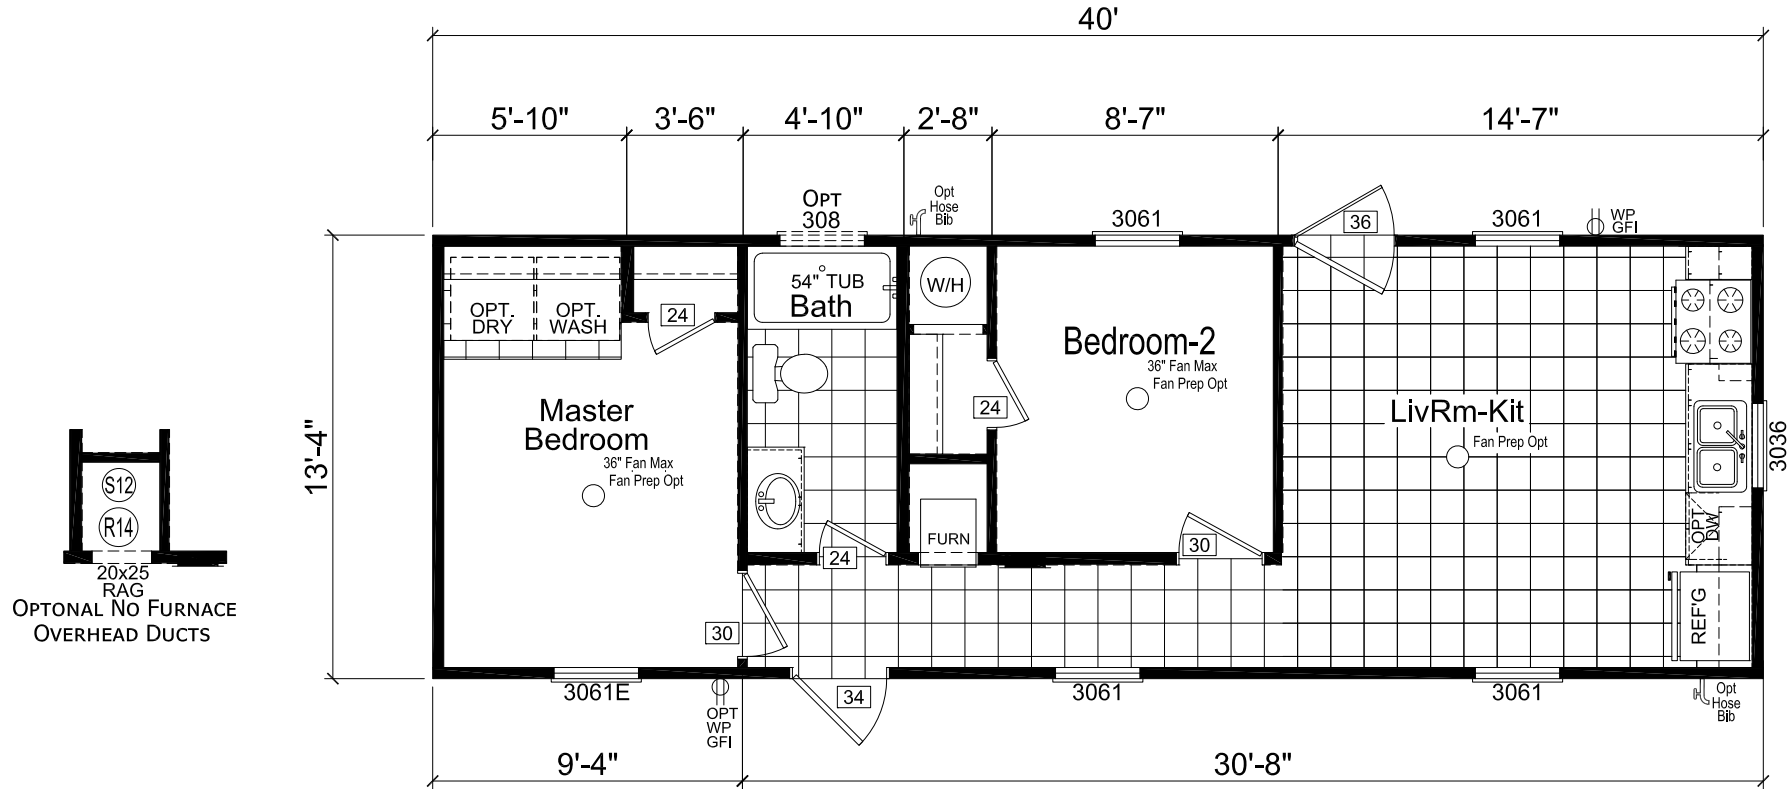 40'
5'-10"
3'-6"
4'-10"
2'-8"
8'-7"
14'-7"
Opt
308
Opt
Hose
Bib
3061
36
3061
WP
GFI
OPT.
DRY
OPT.
WASH
24
54" TUB
Bath
W/H
Bedroom-2
36" Fan Max
Fan Prep Opt
24
Master
Bedroom
36" Fan Max
Fan Prep Opt
LivRm-Kit
Fan Prep Opt
3036
13'-4"
OPT
DW
REF'G
FURN
24
30
30
34
3061E
3061
3061
OPT
WP
GFI
Opt
Hose
Bib
9'-4"
30'-8"
S12
R14
20x25
RAG
Optonal No Furnace
Overhead Ducts